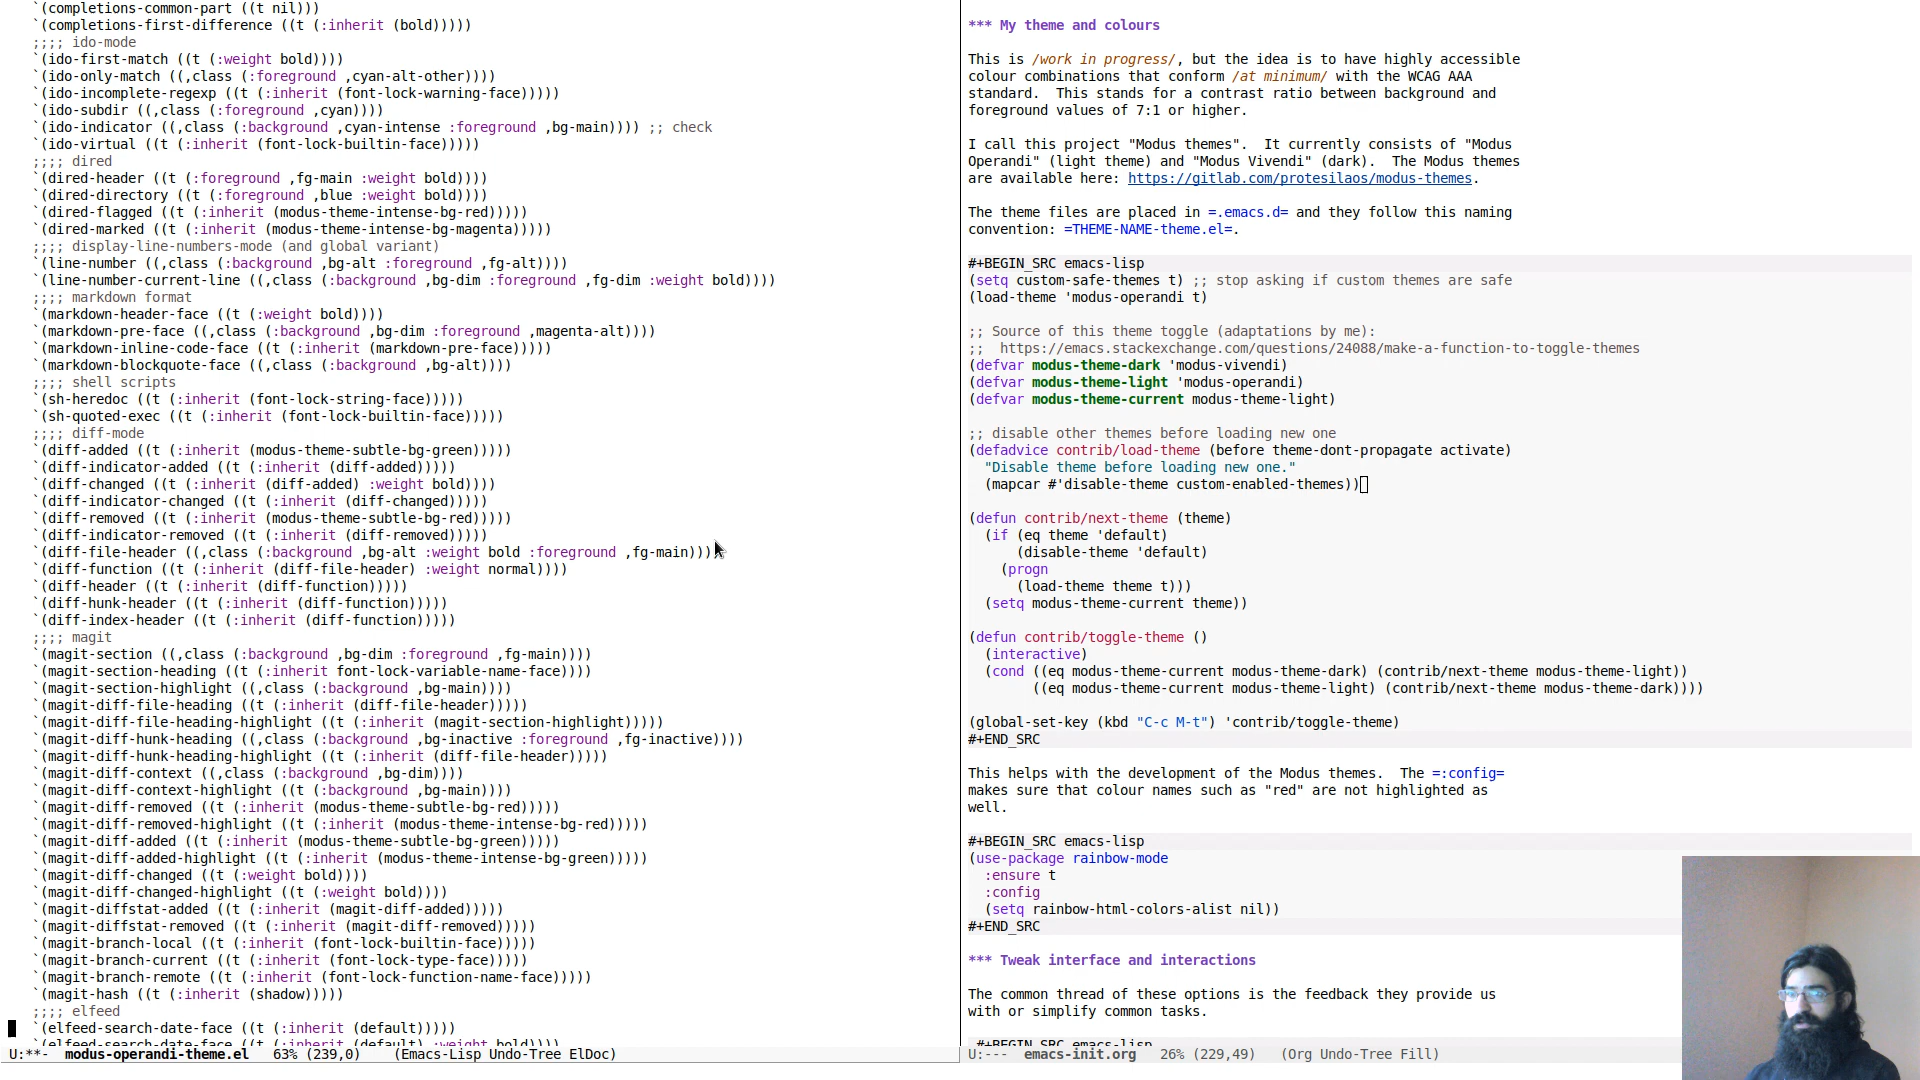 `(completions-common-part ((t nil)))
`(completions-first-difference ((t (:inherit (bold)))))
;;;; ido-mode
`(ido-first-match ((t (:weight bold))))
`(ido-only-match ((,class (:foreground ,cyan-alt-other))))
`(ido-incomplete-regexp ((t (:inherit (font-lock-warning-face)))))
`(ido-subdir ((,class (:foreground ,cyan))))
`(ido-indicator ((,class (:background ,cyan-intense :foreground ,bg-main)))) ;; check
`(ido-virtual ((t (:inherit (font-lock-builtin-face)))))
;;;; dired
`(dired-header ((t (:foreground ,fg-main :weight bold))))
`(dired-directory ((t (:foreground ,blue :weight bold))))
`(dired-flagged ((t (:inherit (modus-theme-intense-bg-red)))))
`(dired-marked ((t (:inherit (modus-theme-intense-bg-magenta)))))
;;;; display-line-numbers-mode (and global variant)
`(line-number ((,class (:background ,bg-alt :foreground ,fg-alt))))
`(line-number-current-line ((,class (:background ,bg-dim :foreground ,fg-dim :weight bold))))
;;;; markdown format
`(markdown-header-face ((t (:weight bold))))
`(markdown-pre-face ((,class (:background ,bg-dim :foreground ,magenta-alt))))
`(markdown-inline-code-face ((t (:inherit (markdown-pre-face)))))
`(markdown-blockquote-face ((,class (:background ,bg-alt))))
;;;; shell scripts
`(sh-heredoc ((t (:inherit (font-lock-string-face)))))
`(sh-quoted-exec ((t (:inherit (font-lock-builtin-face)))))
;;;; diff-mode
`(diff-added ((t (:inherit (modus-theme-subtle-bg-green)))))
`(diff-indicator-added ((t (:inherit (diff-added)))))
`(diff-changed ((t (:inherit (diff-added) :weight bold))))
`(diff-indicator-changed ((t (:inherit (diff-changed)))))
`(diff-removed ((t (:inherit (modus-theme-subtle-bg-red)))))
`(diff-indicator-removed ((t (:inherit (diff-removed)))))
`(diff-file-header ((,class (:background ,bg-alt :weight bold :foreground ,fg-main))))
`(diff-function ((t (:inherit (diff-file-header) :weight normal))))
`(diff-header ((t (:inherit (diff-function)))))
`(diff-hunk-header ((t (:inherit (diff-function)))))
`(diff-index-header ((t (:inherit (diff-function)))))
;;;; magit
`(magit-section ((,class (:background ,bg-dim :foreground ,fg-main))))
`(magit-section-heading ((t (:inherit font-lock-variable-name-face))))
`(magit-section-highlight ((,class (:background ,bg-main))))
`(magit-diff-file-heading ((t (:inherit (diff-file-header)))))
`(magit-diff-file-heading-highlight ((t (:inherit (magit-section-highlight)))))
`(magit-diff-hunk-heading ((,class (:background ,bg-inactive :foreground ,fg-inactive))))
`(magit-diff-hunk-heading-highlight ((t (:inherit (diff-file-header)))))
`(magit-diff-context ((,class (:background ,bg-dim))))
`(magit-diff-context-highlight ((t (:background ,bg-main))))
`(magit-diff-removed ((t (:inherit (modus-theme-subtle-bg-red)))))
`(magit-diff-removed-highlight ((t (:inherit (modus-theme-intense-bg-red)))))
`(magit-diff-added ((t (:inherit (modus-theme-subtle-bg-green)))))
`(magit-diff-added-highlight ((t (:inherit (modus-theme-intense-bg-green)))))
`(magit-diff-changed ((t (:weight bold))))
`(magit-diff-changed-highlight ((t (:weight bold))))
`(magit-diffstat-added ((t (:inherit (magit-diff-added)))))
`(magit-diffstat-removed ((t (:inherit (magit-diff-removed)))))
`(magit-branch-local ((t (:inherit (font-lock-builtin-face)))))
`(magit-branch-current ((t (:inherit (font-lock-type-face)))))
`(magit-branch-remote ((t (:inherit (font-lock-function-name-face)))))
`(magit-hash ((t (:inherit (shadow)))))
;;;; elfeed
`(elfeed-search-date-face ((t (:inherit (default)))))
U:**-  modus-operandi-theme.el   63% (239,0)    (Emacs-Lisp Undo-Tree ElDoc)
*** My theme and colours
This is /work in progress/, but the idea is to have highly accessible
colour combinations that conform /at minimum/ with the WCAG AAA
standard.  This stands for a contrast ratio between background and
foreground values of 7:1 or higher.
I call this project "Modus themes".  It currently consists of "Modus
Operandi" (light theme) and "Modus Vivendi" (dark).  The Modus themes
are available here: https://gitlab.com/protesilaos/modus-themes.
The theme files are placed in =.emacs.d= and they follow this naming
convention: =THEME-NAME-theme.el=.
#+BEGIN_SRC emacs-lisp
(setq custom-safe-themes t) ;; stop asking if custom themes are safe
(load-theme 'modus-operandi t)
;; Source of this theme toggle (adaptations by me):
;;  https://emacs.stackexchange.com/questions/24088/make-a-function-to-toggle-themes
(defvar modus-theme-dark 'modus-vivendi)
(defvar modus-theme-light 'modus-operandi)
(defvar modus-theme-current modus-theme-light)
;; disable other themes before loading new one
(defadvice contrib/load-theme (before theme-dont-propagate activate)
"Disable theme before loading new one."
(mapcar #'disable-theme custom-enabled-themes))
(defun contrib/next-theme (theme)
(if (eq theme 'default)
(disable-theme 'default)
(progn
(load-theme theme t)))
(setq modus-theme-current theme))
(defun contrib/toggle-theme ()
(interactive)
(cond ((eq modus-theme-current modus-theme-dark) (contrib/next-theme modus-theme-light))
((eq modus-theme-current modus-theme-light) (contrib/next-theme modus-theme-dark))))
(global-set-key (kbd "C-c M-t") 'contrib/toggle-theme)
#+END_SRC
This helps with the development of the Modus themes.  The =:config=
makes sure that colour names such as "red" are not highlighted as
well.
#+BEGIN_SRC emacs-lisp
(use-package rainbow-mode
:ensure t
:config
(setq rainbow-html-colors-alist nil))
#+END_SRC
*** Tweak interface and interactions
The common thread of these options is the feedback they provide us
with or simplify common tasks.
#+BEGIN_SRC emacs-lisp
U:---  emacs-init.org   26% (229,49)   (Org Undo-Tree Fill)